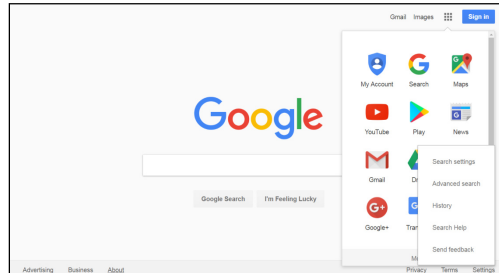 Gmail Images Sign in
Google
Google Search I'm Feeling Lucky
My Account Search Maps
YouTube Play News
Gmail
Google+
Search settings
Advanced search
History
Search Help
Send feedback
Advertising Business About
Privacy Terms Settings